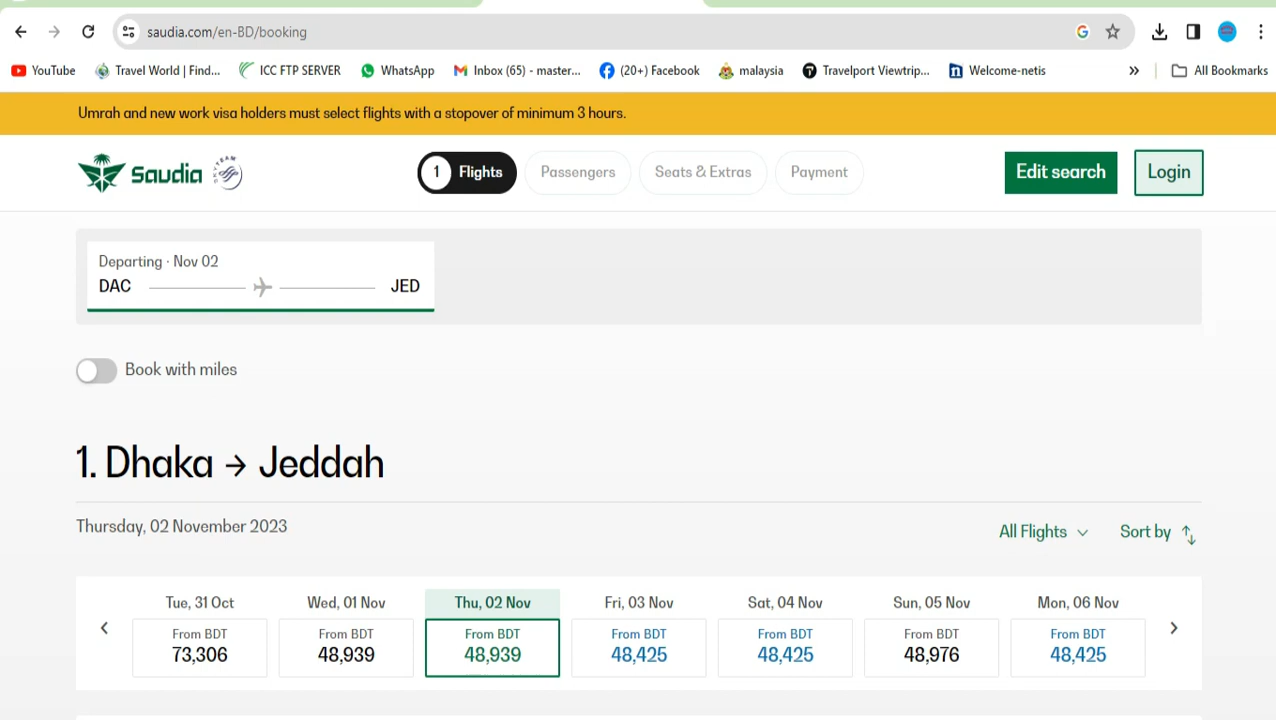 saudia.com/en-BD/booking
YouTube Travel World | Find... ICC FTP SERVER WhatsApp Inbox (65) - master... (20+) Facebook malaysia Travelport Viewtrip... Welcome-netis » All Bookmarks
Umrah and new work visa holders must select flights with a stopover of minimum 3 hours.
Saudia SKYTEAM 1 Flights Passengers Seats & Extras Payment Edit search Login
Departing · Nov 02
DAC JED
Book with miles
1. Dhaka → Jeddah
Thursday, 02 November 2023
All Flights Sort by
Tue, 31 Oct Wed, 01 Nov Thu, 02 Nov Fri, 03 Nov Sat, 04 Nov Sun, 05 Nov Mon, 06 Nov
From BDT From BDT From BDT From BDT From BDT From BDT From BDT
73,306 48,939 48,939 48,425 48,425 48,976 48,425